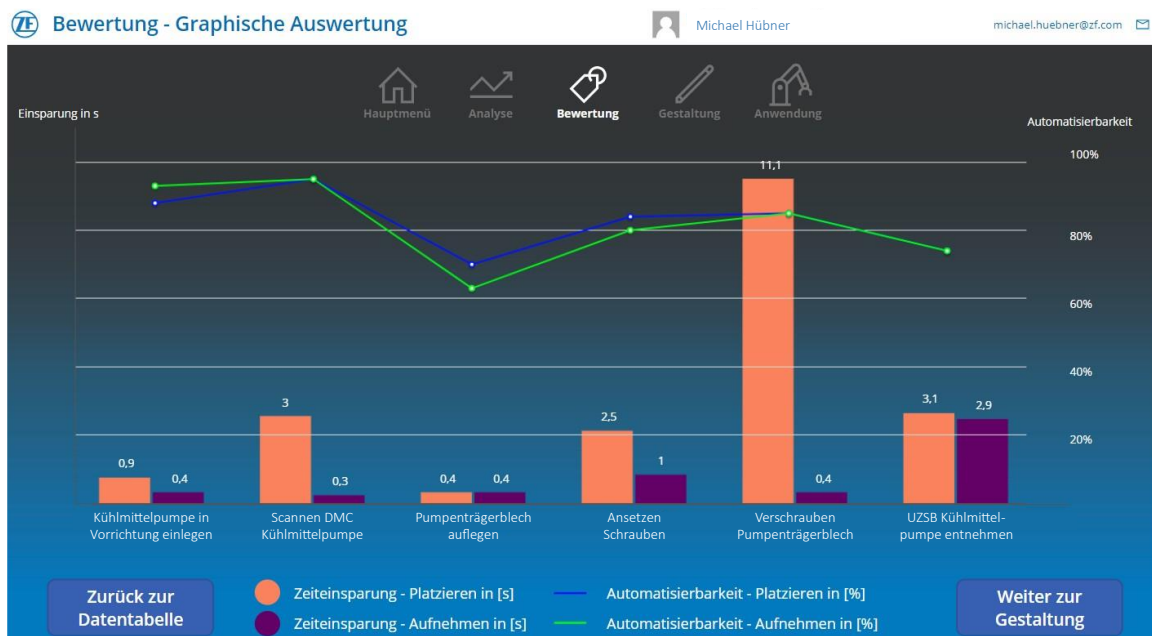 ZF Bewertung - Graphische Auswertung
Michael Hübner
michael.huebner@zf.com
Hauptmenü
Analyse
Bewertung
Gestaltung
Anwendung
Einsparung in s
Automatisierbarkeit
100%
80%
60%
40%
20%
0,9
0,4
3
0,3
0,4
0,4
2,5
1
11,1
0,4
3,1
2,9
Kühlmittelpumpe in
Vorrichtung einlegen
Scannen DMC
Kühlmittelpumpe
Pumpenträgerblech
auflegen
Ansetzen
Schrauben
Verschrauben
Pumpenträgerblech
UZSB Kühlmittel-
pumpe entnehmen
Zurück zur
Datentabelle
Zeiteinsparung - Platzieren in [s]
Automatisierbarkeit - Platzieren in [%]
Zeiteinsparung - Aufnehmen in [s]
Automatisierbarkeit - Aufnehmen in [%]
Weiter zur
Gestaltung